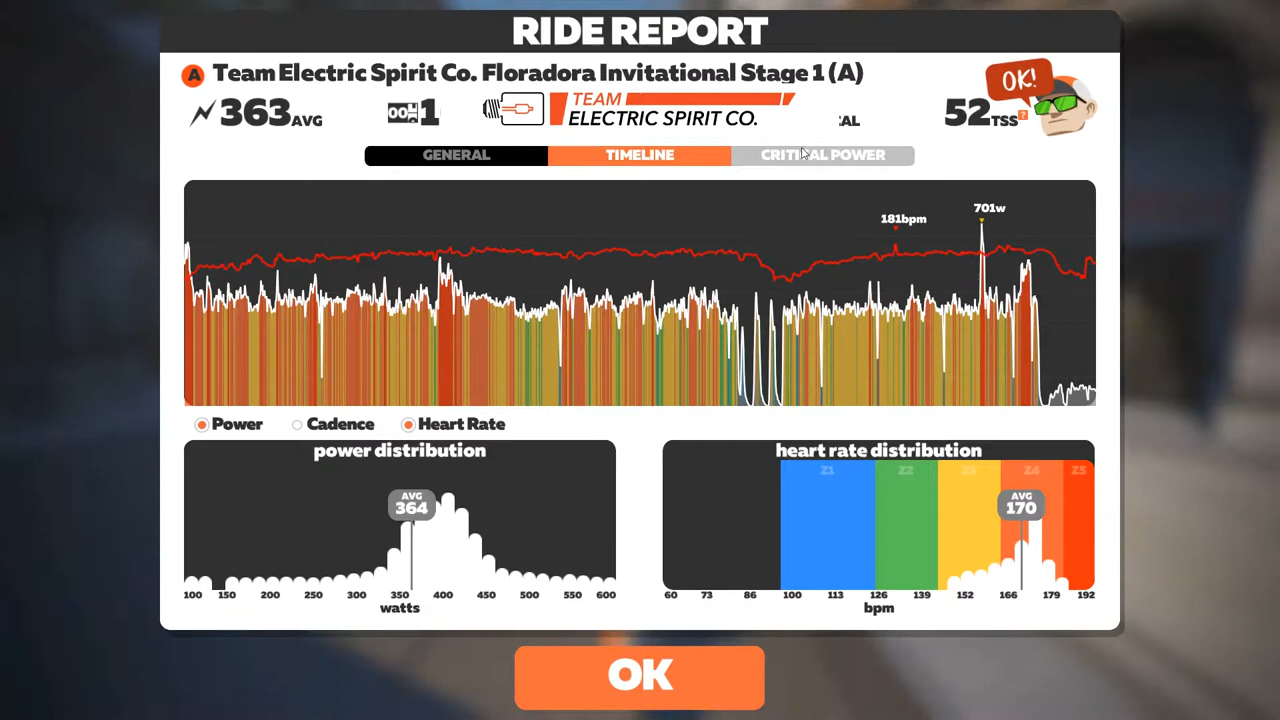 RIDE REPORT
A Team Electric Spirit Co. Floradora Invitational Stage 1 (A)
OK!
363AVG
1
TEAM
ELECTRIC SPIRIT CO.
CAL
52TSS?
GENERAL TIMELINE CRITICAL POWER
181bpm 701w
Power Cadence Heart Rate
power distribution
AVG
364
100 150 200 250 300 350 400 450 500 550 600
watts
heart rate distribution
Z1 Z2 Z3 Z4 Z5
AVG
170
60 73 86 100 113 126 139 152 166 179 192
bpm
OK